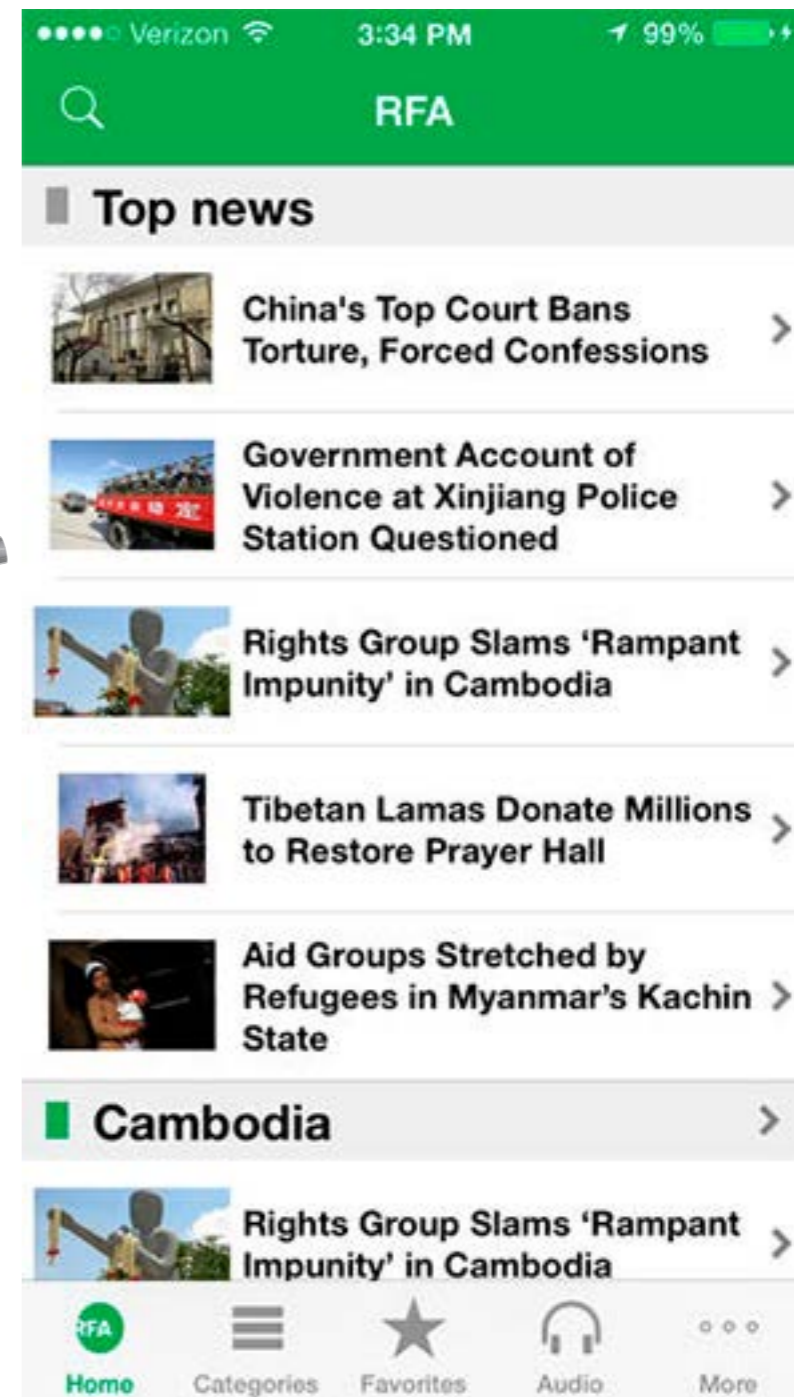 Verizon 3:34 PM 99%
RFA
Top news
China's Top Court Bans
Torture, Forced Confessions
Government Account of
Violence at Xinjiang Police
Station Questioned
Rights Group Slams ‘Rampant
Impunity’ in Cambodia
Tibetan Lamas Donate Millions
to Restore Prayer Hall
Aid Groups Stretched by
Refugees in Myanmar’s Kachin
State
Cambodia
Rights Group Slams ‘Rampant
Impunity’ in Cambodia
RFA
Home Categories Favorites Audio More